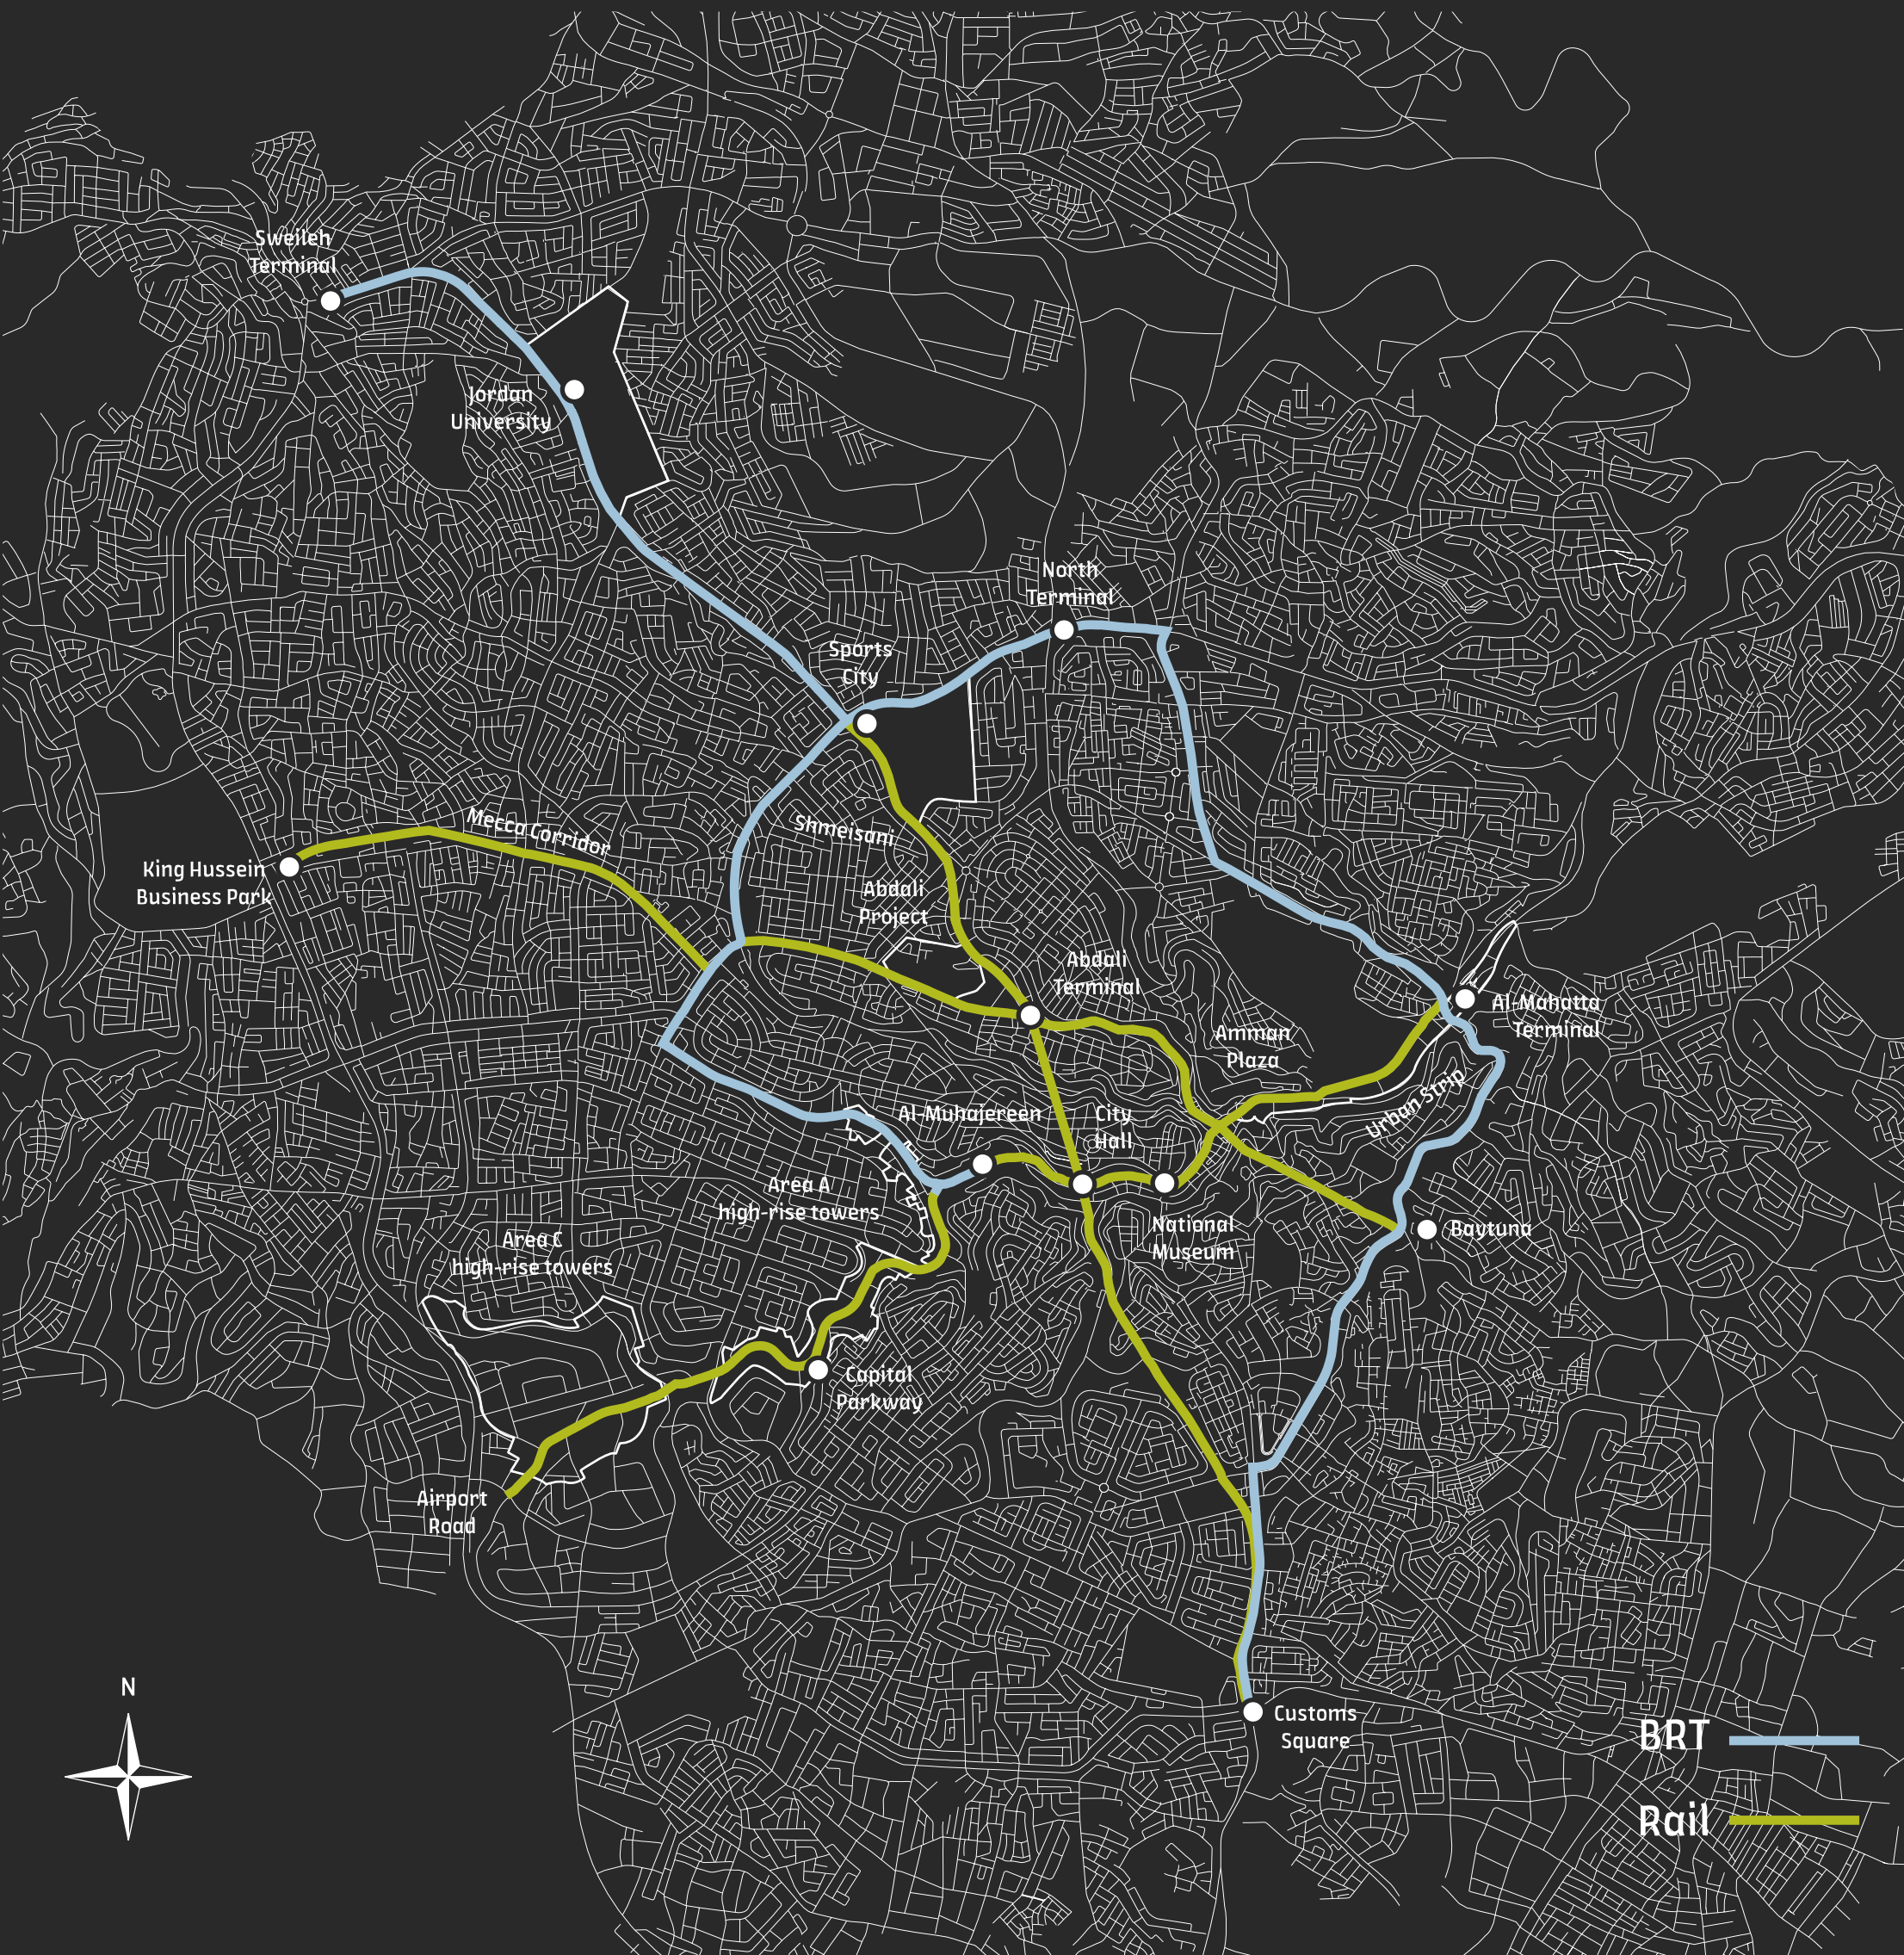 Sweileh
Terminal
Jordan
University
North
Terminal
Sports
City
Mecca Corridor
Shmeisani
King Hussein
Business Park
Abdali
Project
Abdali
Terminal
Al-Mahatta
Terminal
Amman
Plaza
Urban Strip
Al-Muhajereen
City
Hall
Area A
high-rise towers
National
Museum
Baytuna
Area C
high-rise towers
Capital
Parkway
Airport
Road
N
Customs
Square
BRT
Rail